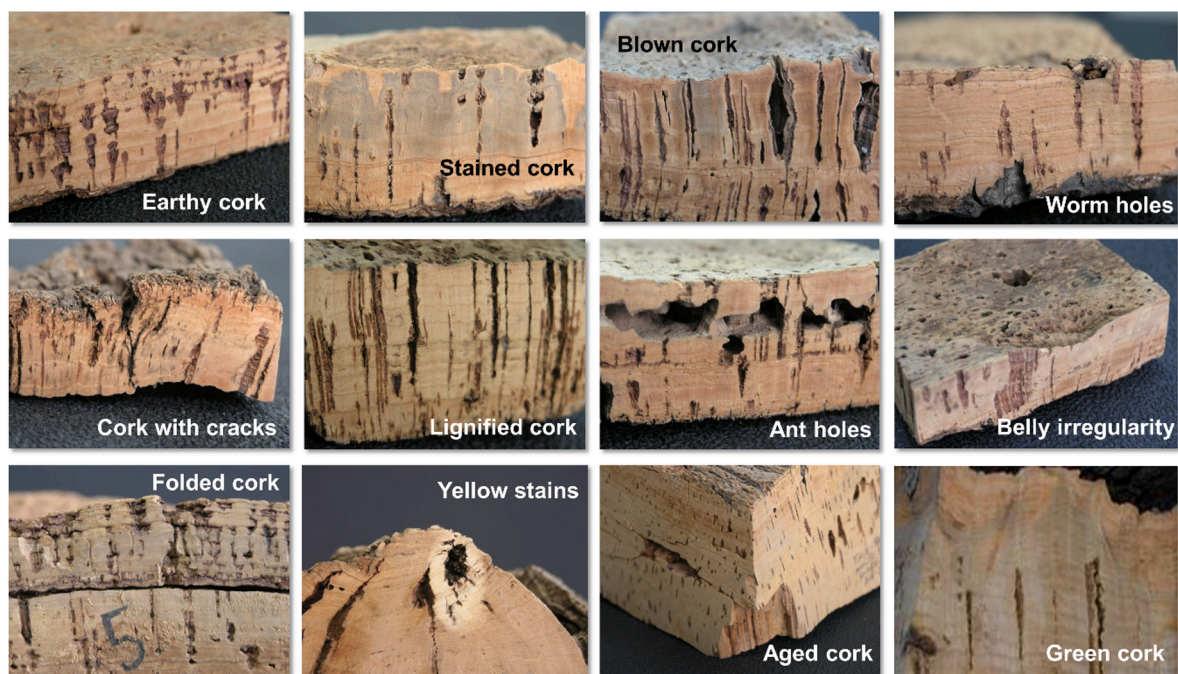 Earthy cork
Stained cork
Blown cork
Worm holes
Cork with cracks
Lignified cork
Ant holes
Belly irregularity
Folded cork
5
Yellow stains
Aged cork
Green cork